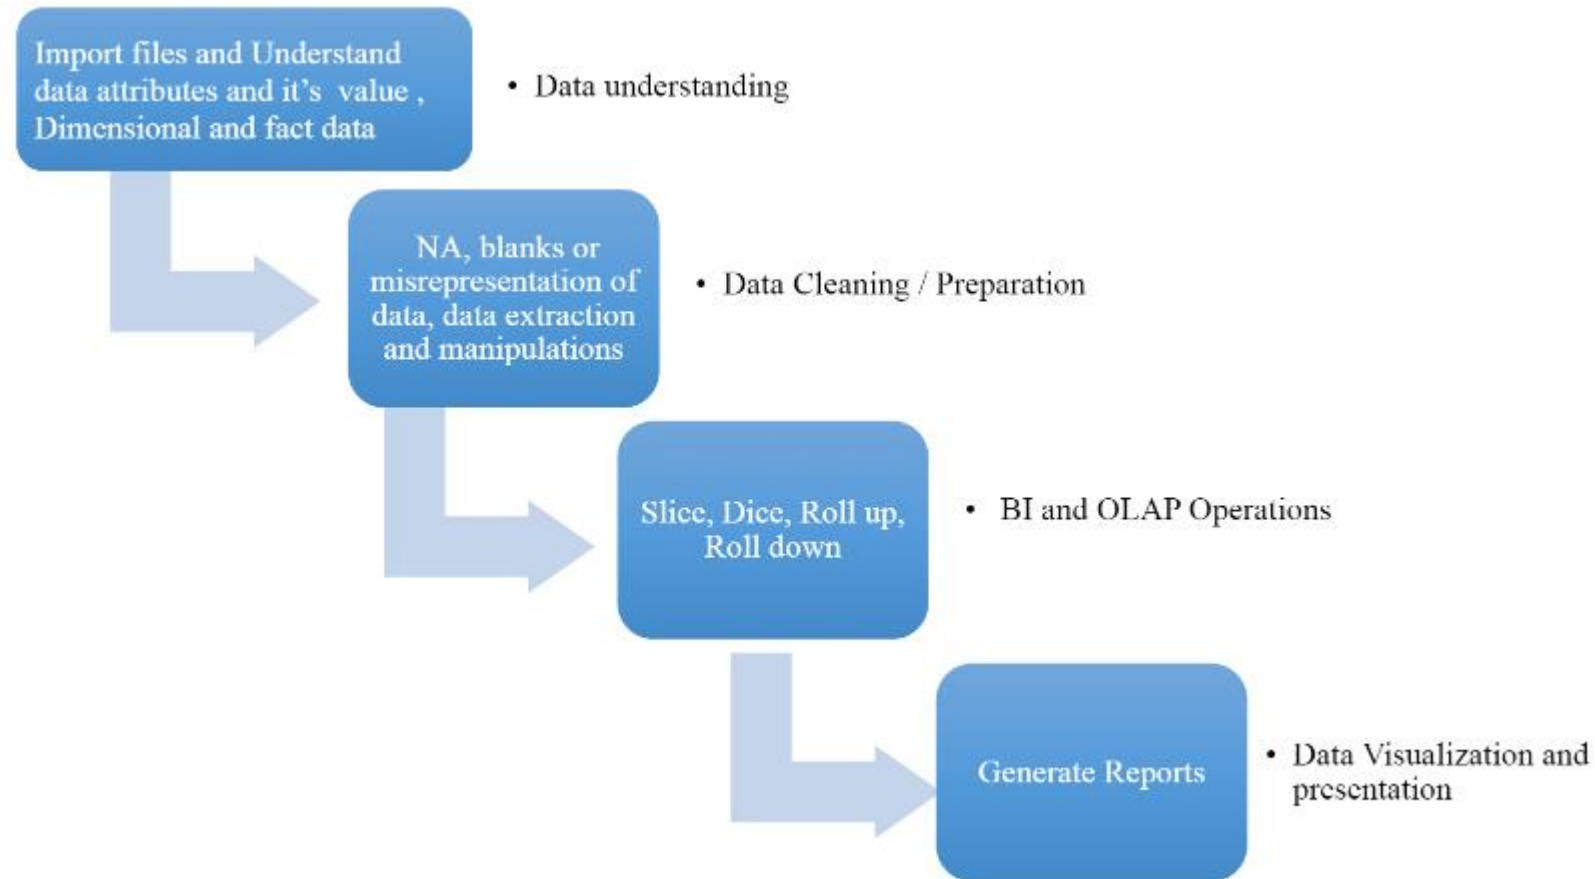 Import files and Understand
data attributes and it's value ,
Dimensional and fact data
• Data understanding
NA, blanks or
misrepresentation of
data, data extraction
and manipulations
• Data Cleaning / Preparation
Slice, Dice, Roll up,
Roll down
• BI and OLAP Operations
Generate Reports
• Data Visualization and
presentation